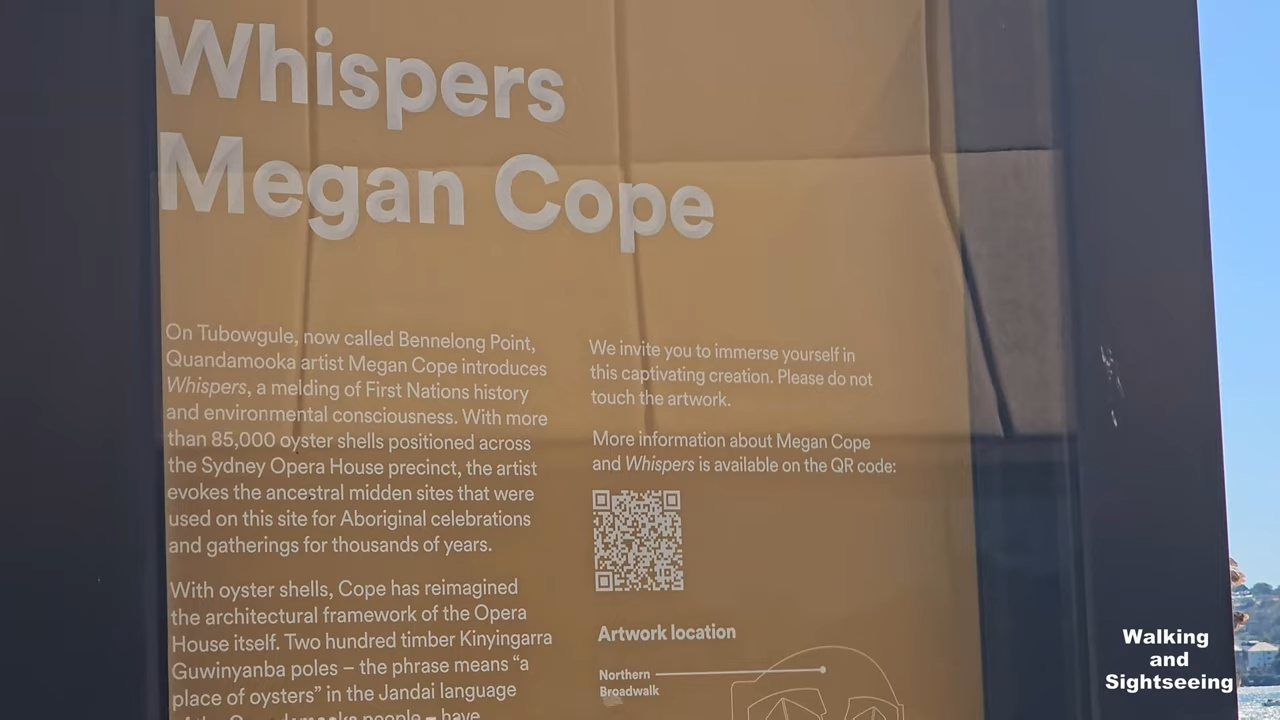 Whispers
Megan Cope
On Tubowgule, now called Bennelong Point,
Quandamooka artist Megan Cope introduces
Whispers, a melding of First Nations history
and environmental consciousness. With more
than 85,000 oyster shells positioned across
the Sydney Opera House precinct, the artist
evokes the ancestral midden sites that were
used on this site for Aboriginal celebrations
and gatherings for thousands of years.
With oyster shells, Cope has reimagined
the architectural framework of the Opera
House itself. Two hundred timber Kinyingarra
Guwinyanba poles – the phrase means “a
place of oysters” in the Jandai language
of the Quandamooka people – have
We invite you to immerse yourself in
this captivating creation. Please do not
touch the artwork.
More information about Megan Cope
and Whispers is available on the QR code:
Artwork location
Northern
Broadwalk
Walking
and
Sightseeing